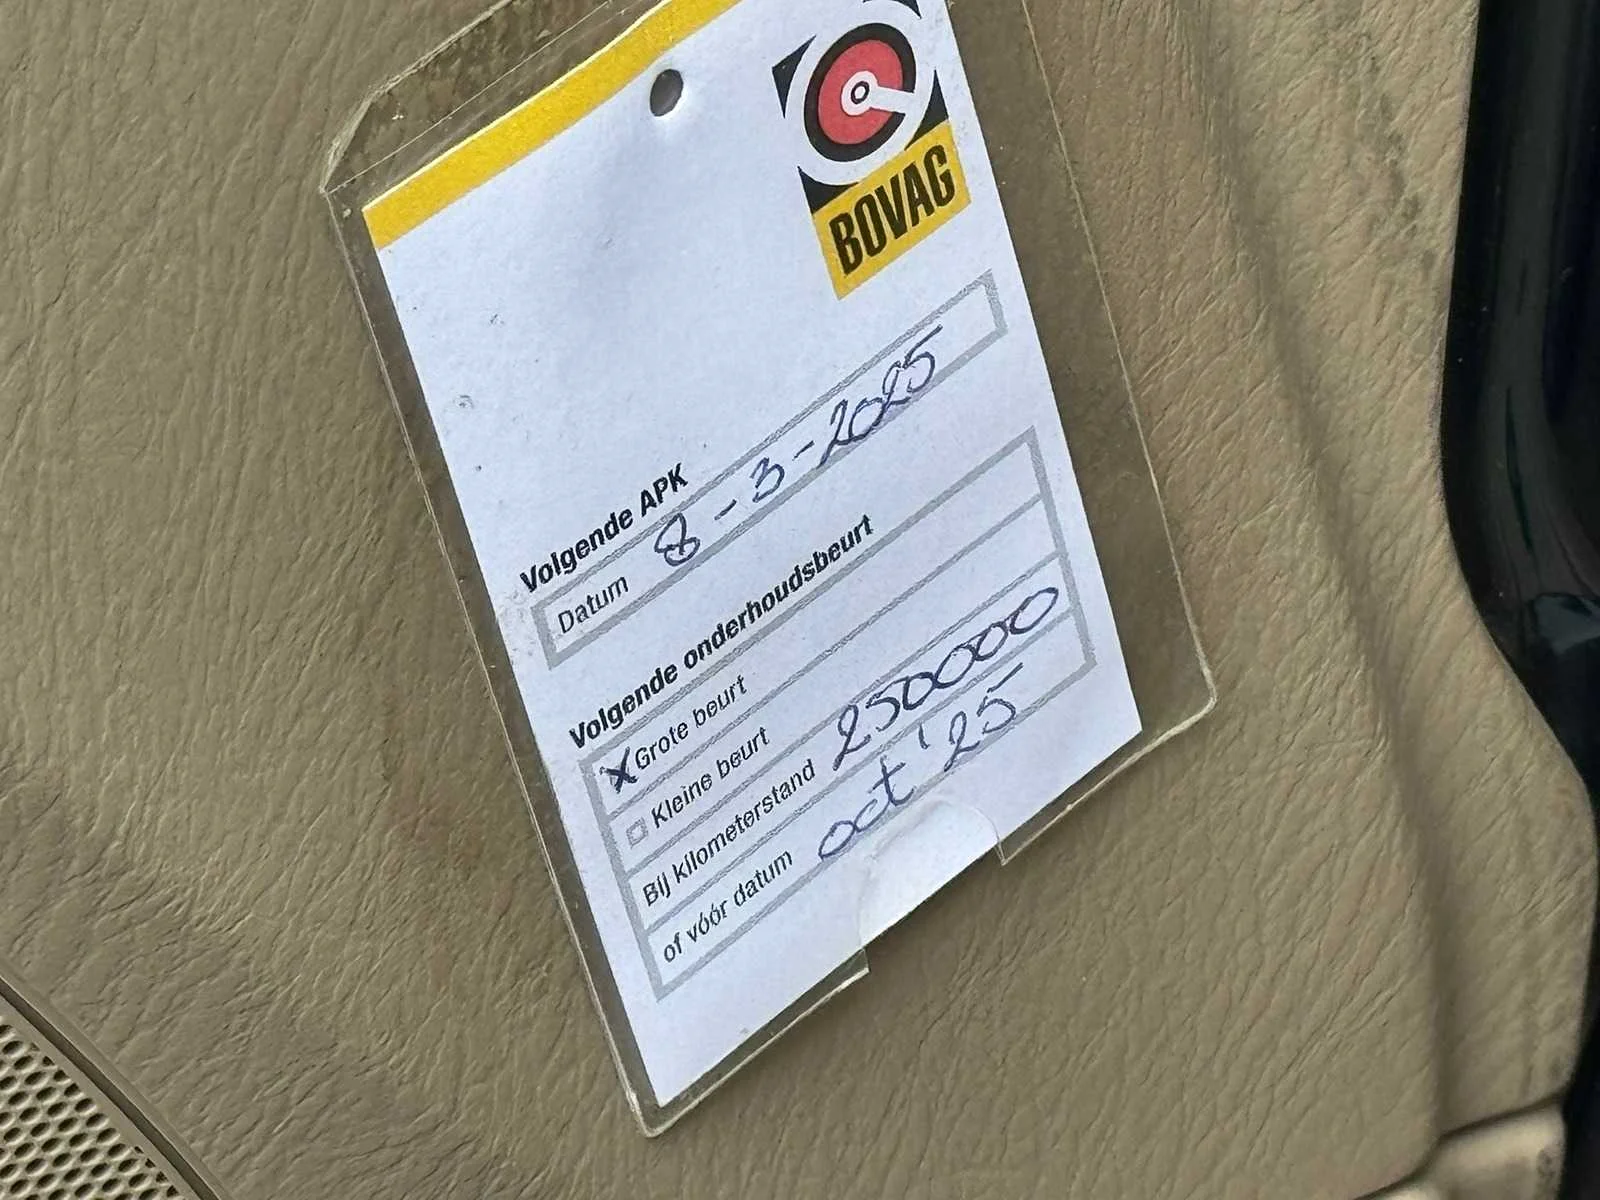 BOVAG
Volgende APK
Datum 8-3-2025
Volgende onderhoudsbeurt
X Grote beurt
Kleine beurt
Bij kilometerstand 250000
of vóór datum oct '25